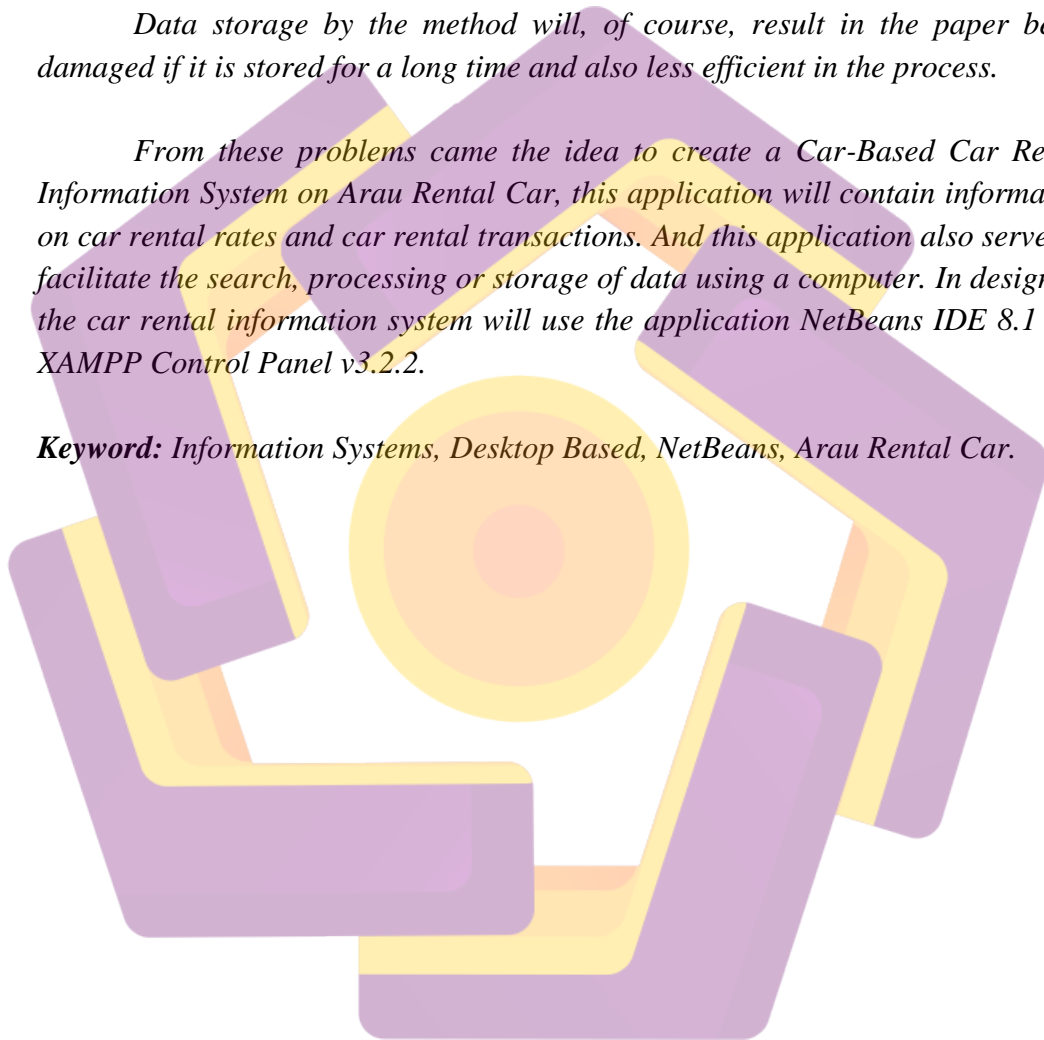 Data storage by the method will, of course, result in the paper be
damaged if it is stored for a long time and also less efficient in the process.
From these problems came the idea to create a Car-Based Car Re
Information System on Arau Rental Car, this application will contain informa
on car rental rates and car rental transactions. And this application also serve
facilitate the search, processing or storage of data using a computer. In design
the car rental information system will use the application NetBeans IDE 8.1
XAMPP Control Panel v3.2.2.
Keyword: Information Systems, Desktop Based, NetBeans, Arau Rental Car.